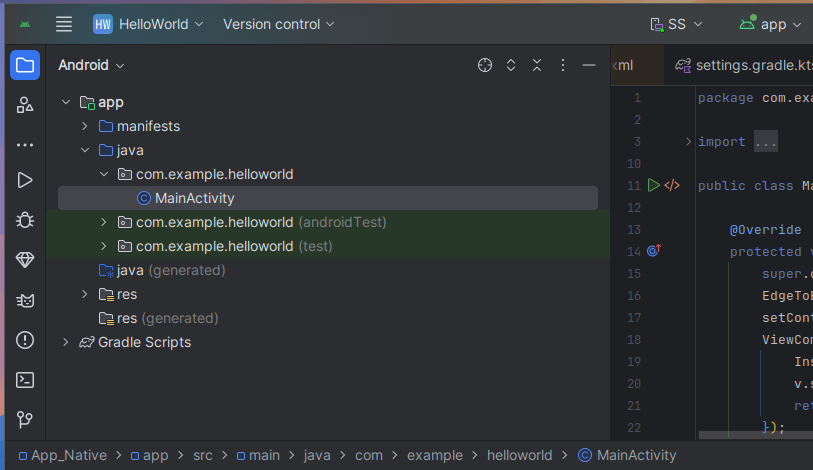 HW HelloWorld Version control SS app
Android
xml settings.gradle.kts
app
manifests
java
com.example.helloworld
MainActivity
com.example.helloworld (androidTest)
com.example.helloworld (test)
java (generated)
res
res (generated)
Gradle Scripts
1 package com.exa
2
3 import ...
10
11 public class Ma
12
13 @Override
14 protected v
15 super.o
16 EdgeToE
17 setCont
18 ViewCom
19 Ins
20 v.s
21 ret
22 });
App_Native > app > src > main > java > com > example > helloworld > MainActivity